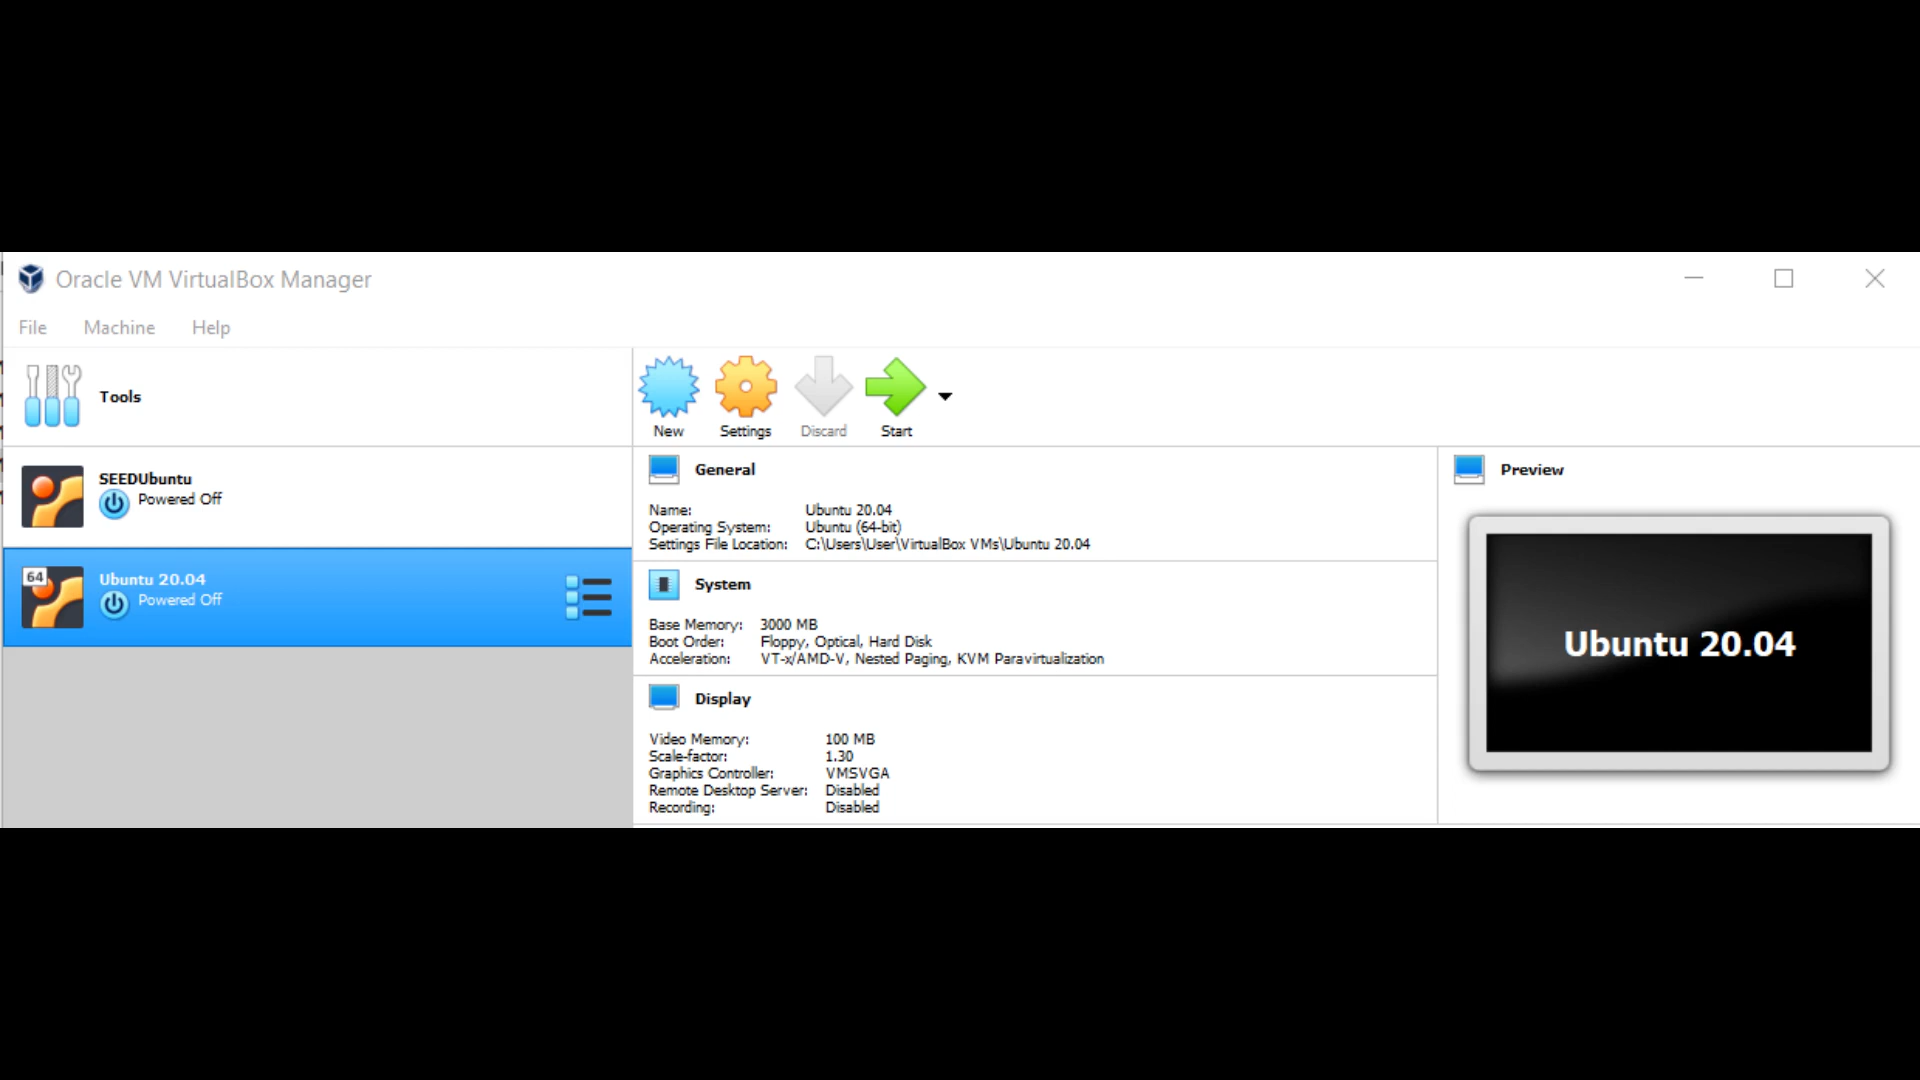 Oracle VM VirtualBox Manager
File Machine Help
Tools
New Settings Discard Start
SEEDUbuntu
Powered Off
64
Ubuntu 20.04
Powered Off
General
Name: Ubuntu 20.04
Operating System: Ubuntu (64-bit)
Settings File Location: C:\Users\User\VirtualBox VMs\Ubuntu 20.04
System
Base Memory: 3000 MB
Boot Order: Floppy, Optical, Hard Disk
Acceleration: VT-x/AMD-V, Nested Paging, KVM Paravirtualization
Display
Video Memory: 100 MB
Scale-factor: 1.30
Graphics Controller: VMSVGA
Remote Desktop Server: Disabled
Recording: Disabled
Preview
Ubuntu 20.04